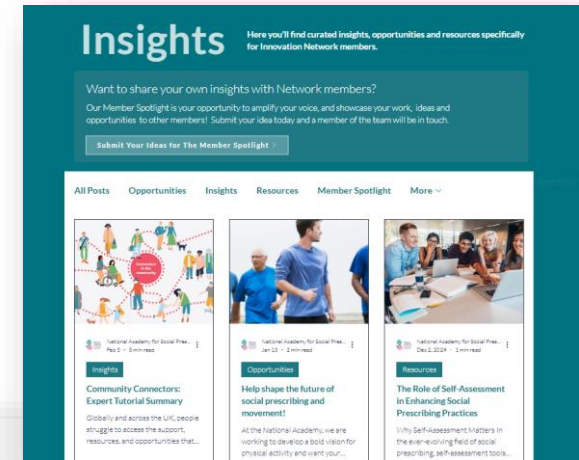 Insights
Here you'll find curated insights, opportunities and resources specifically
for Innovation Network members.
Want to share your own insights with Network members?
Our Member Spotlight is your opportunity to amplify your voice, and showcase your work, ideas and
opportunities to other members! Submit your idea today and a member of the team will be in touch.
Submit Your Ideas for The Member Spotlight >
All Posts Opportunities Insights Resources Member Spotlight More
Connectors
in the
community
National Academy for Social Pres...
Feb 3 · 3 min read
Insights
Community Connectors:
Expert Tutorial Summary
Globally and across the UK, people
struggle to access the support,
resources, and opportunities that...
National Academy for Social Pres...
Jan 13 · 2 min read
Opportunities
Help shape the future of
social prescribing and
movement!
At the National Academy, we are
working to develop a bold vision for
physical activity and want your...
National Academy for Social Pres...
Dec 2, 2024 · 1 min read
Resources
The Role of Self-Assessment
in Enhancing Social
Prescribing Practices
Why Self-Assessment Matters In
the ever-evolving field of social
prescribing, self-assessment tools...